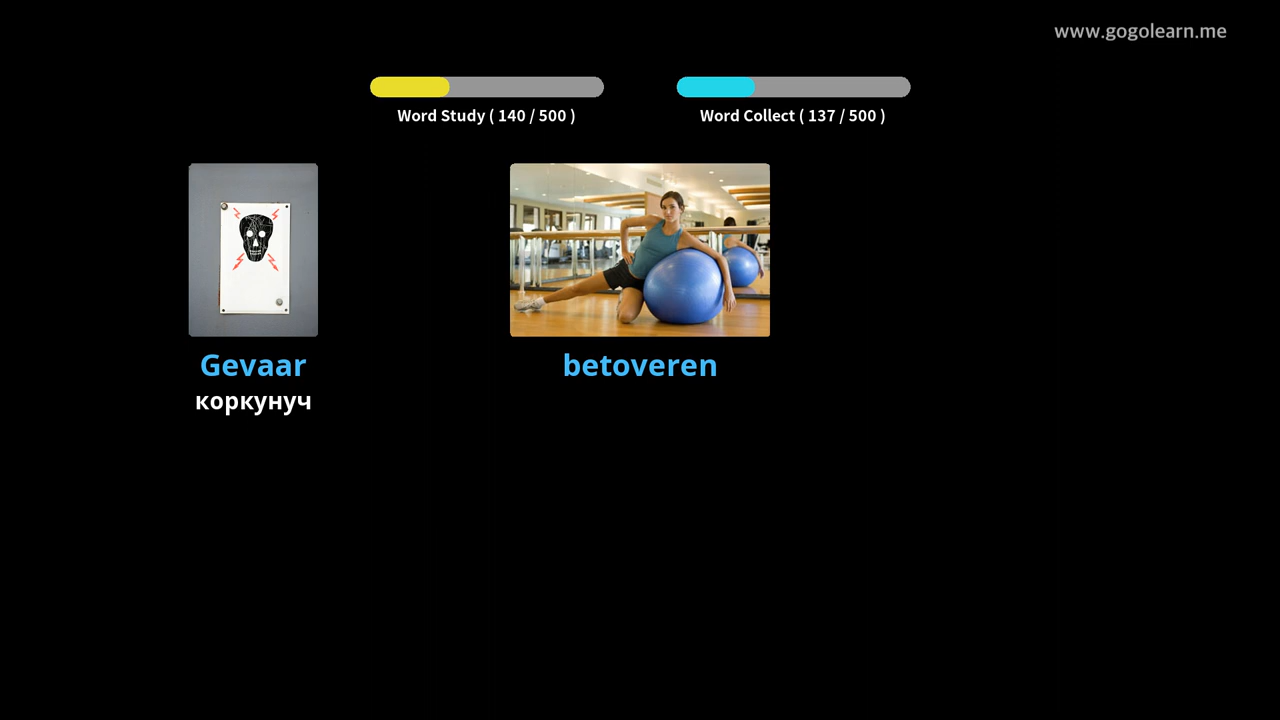 www.gogolearn.me
Word Study ( 140 / 500 )
Word Collect ( 137 / 500 )
Gevaar
betoveren
коркунуч